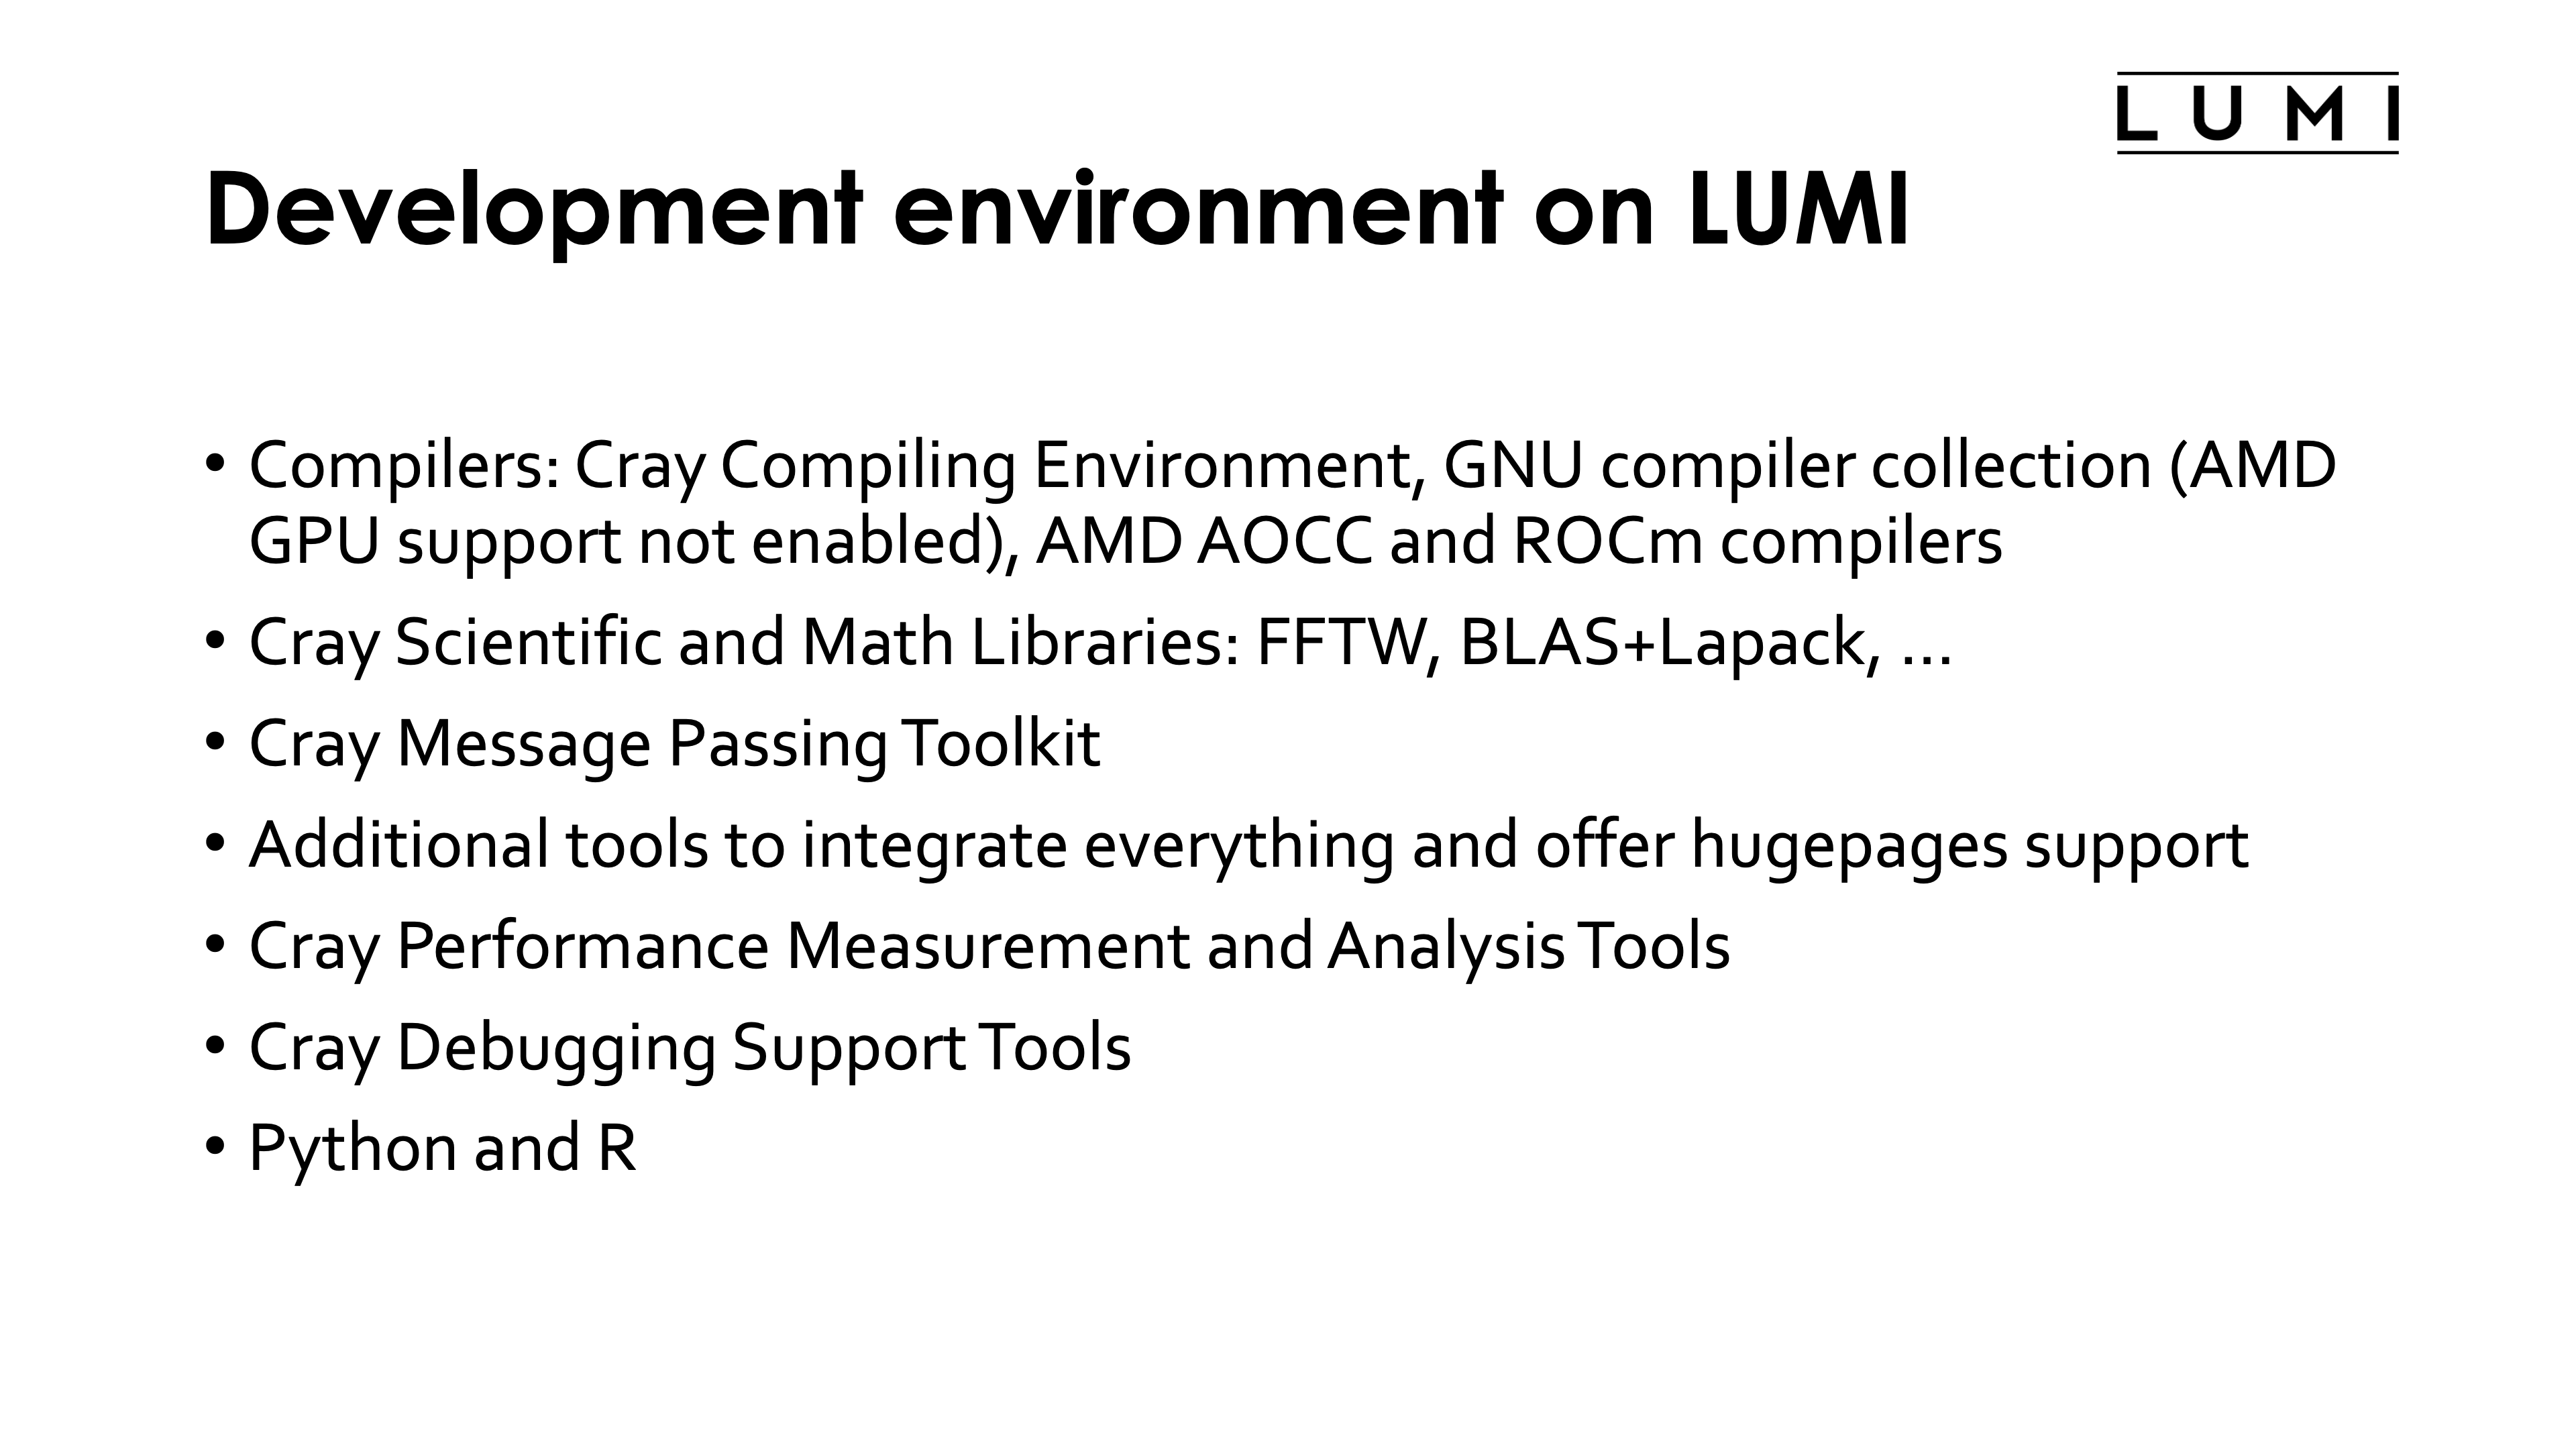 LUMI
Development environment on LUMI
• Compilers: Cray Compiling Environment, GNU compiler collection (AMD
GPU support not enabled), AMD AOCC and ROCm compilers
• Cray Scientific and Math Libraries: FFTW, BLAS+Lapack, ...
• Cray Message Passing Toolkit
• Additional tools to integrate everything and offer hugepages support
• Cray Performance Measurement and Analysis Tools
• Cray Debugging Support Tools
• Python and R